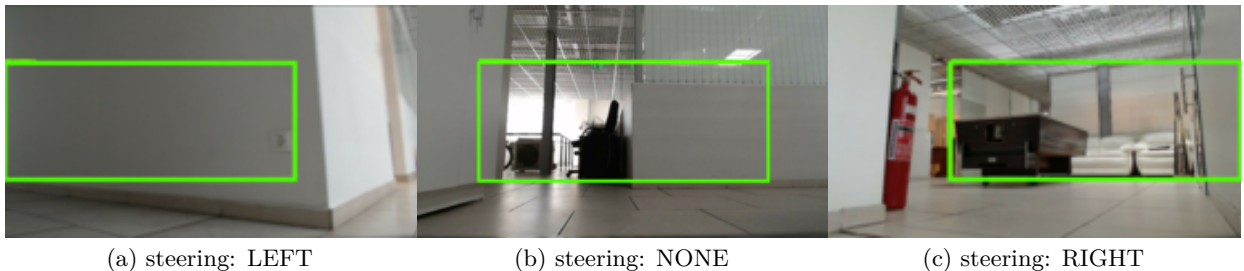 (a) steering: LEFT
(b) steering: NONE
(c) steering: RIGHT